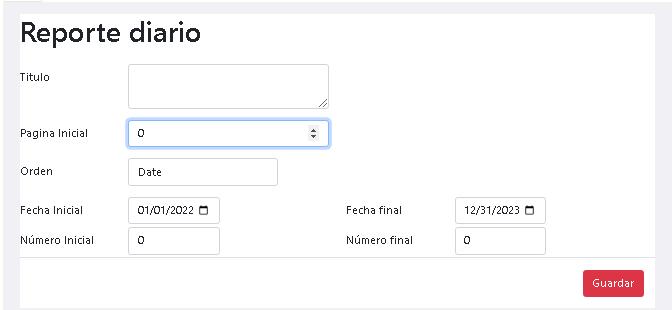 Reporte diario
Titulo
Pagina Inicial 0
Orden Date
Fecha Inicial 01/01/2022 Fecha final 12/31/2023
Número Inicial 0 Número final 0
Guardar